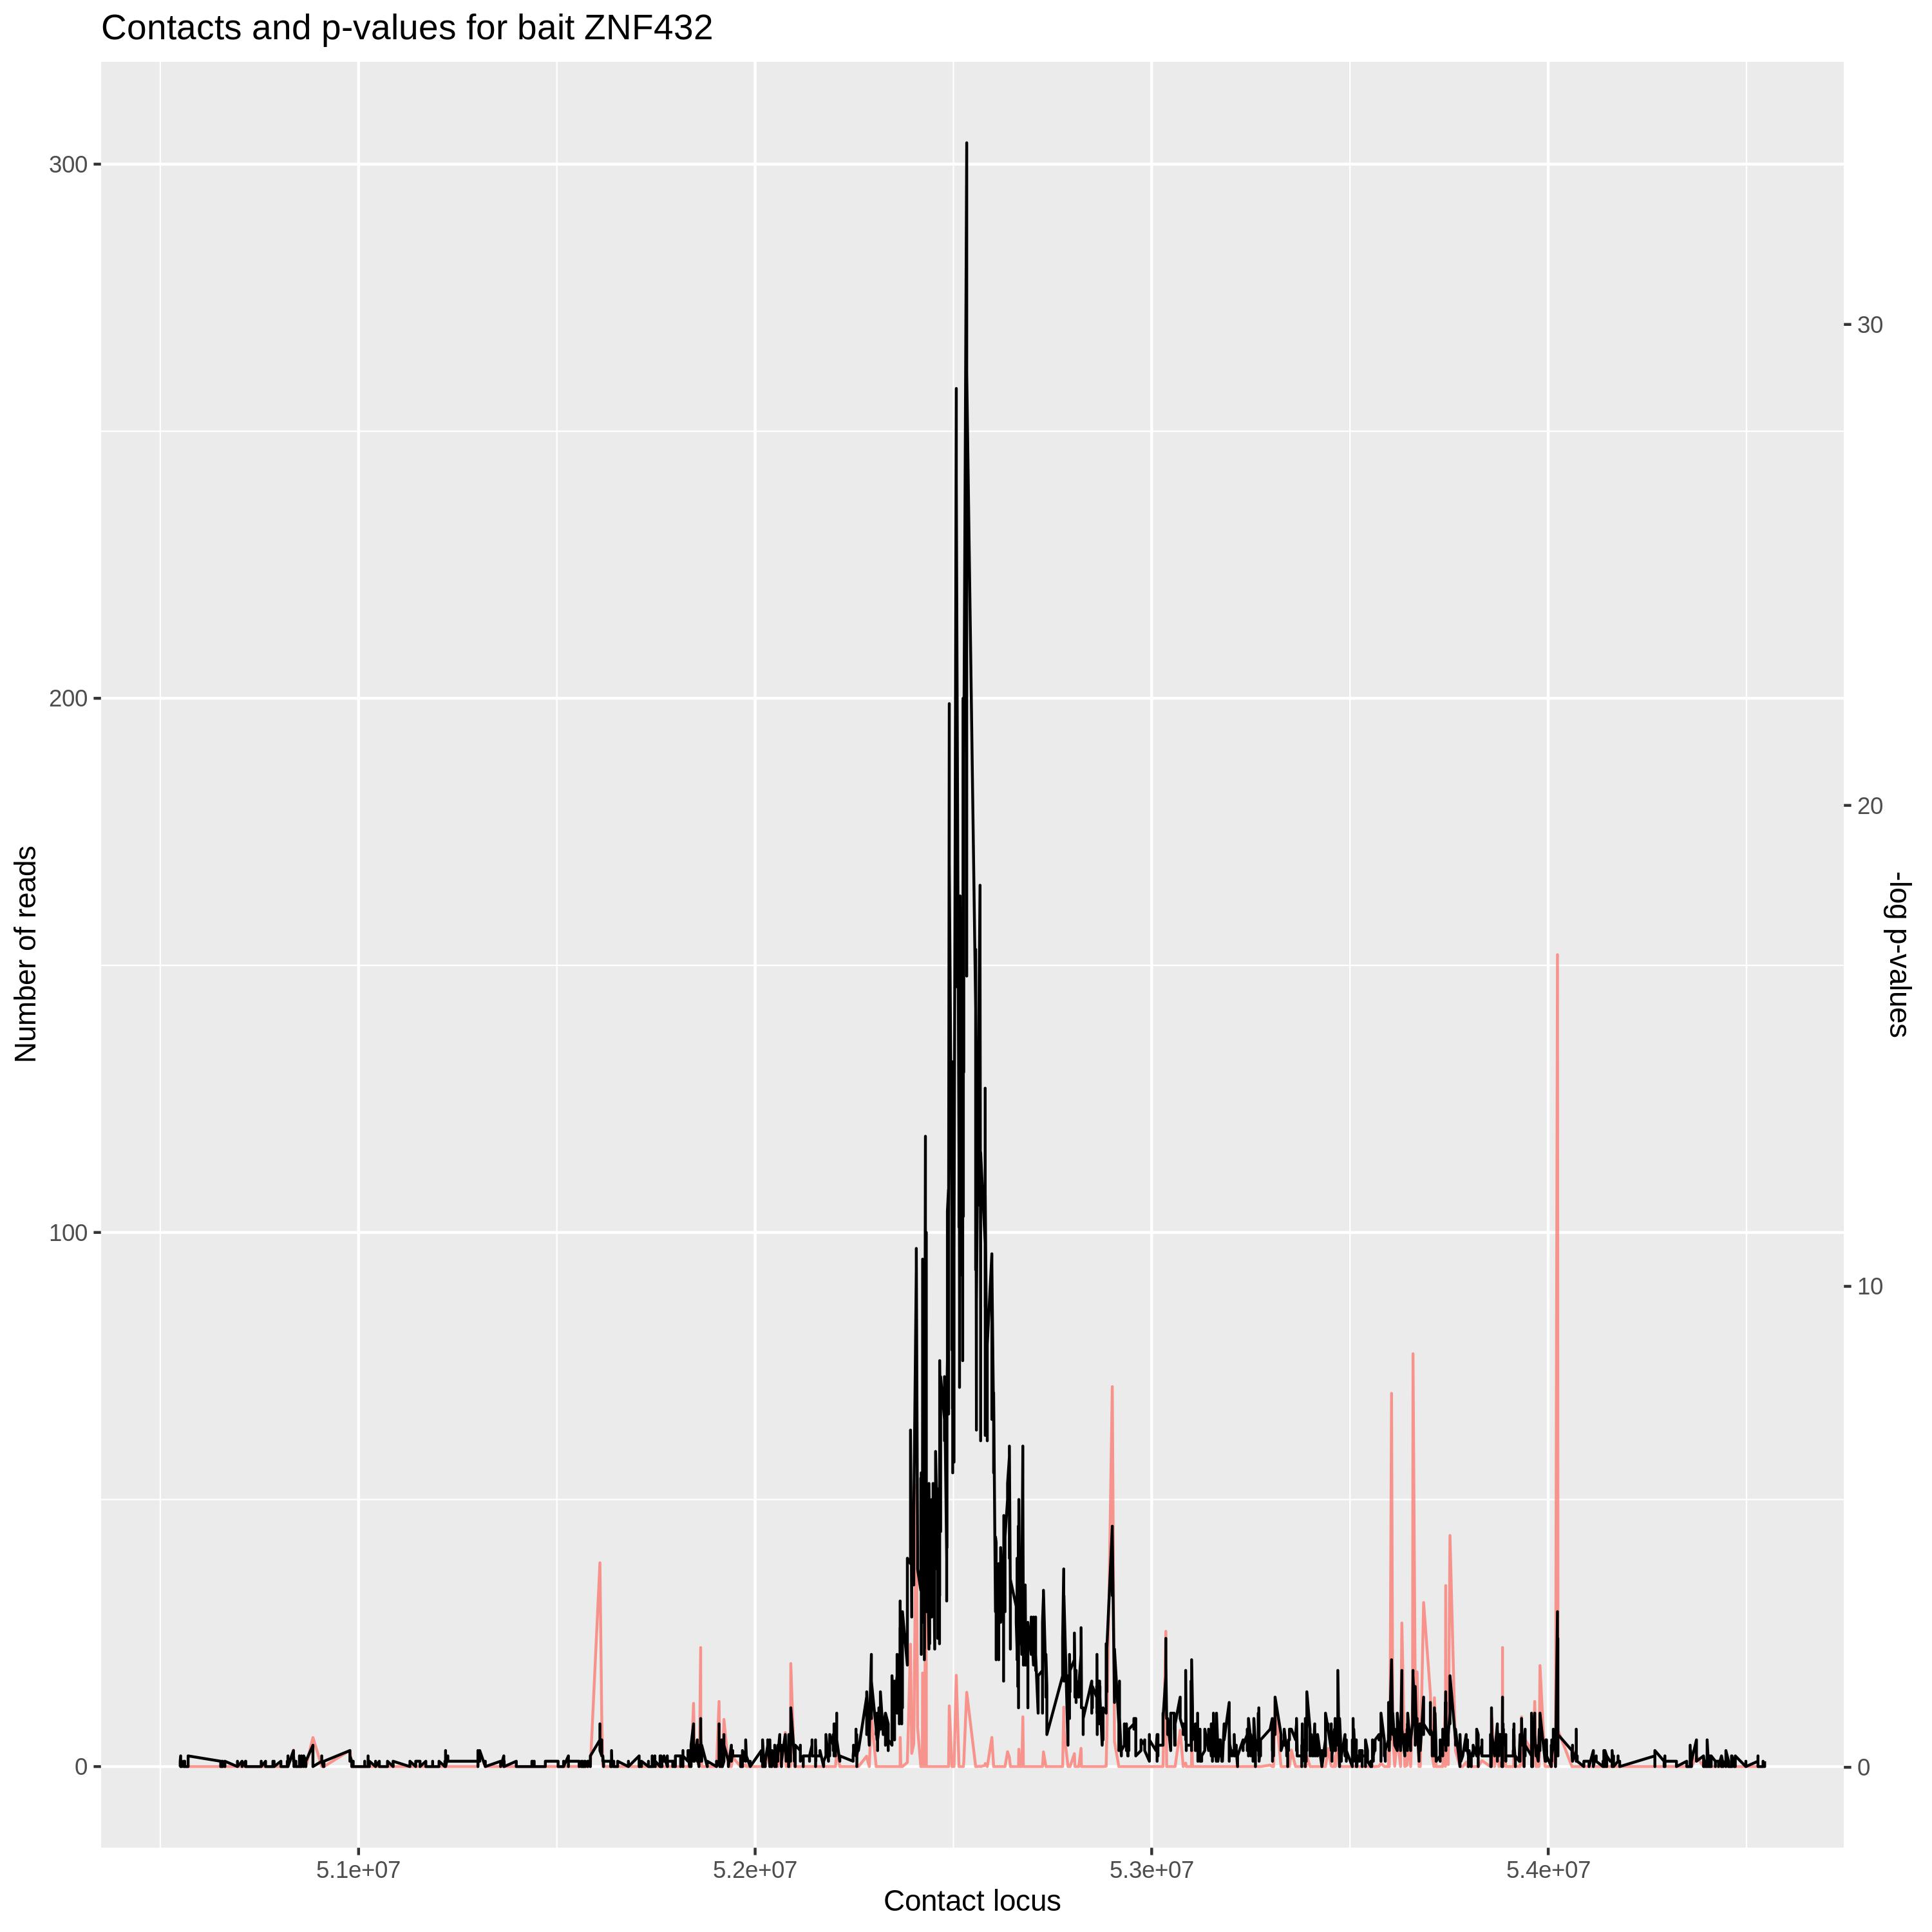 Contacts and p-values for bait ZNF432
300
200
100
0
30
20
10
0
Number of reads
-log p-values
5.1e+07
5.2e+07
5.3e+07
5.4e+07
Contact locus